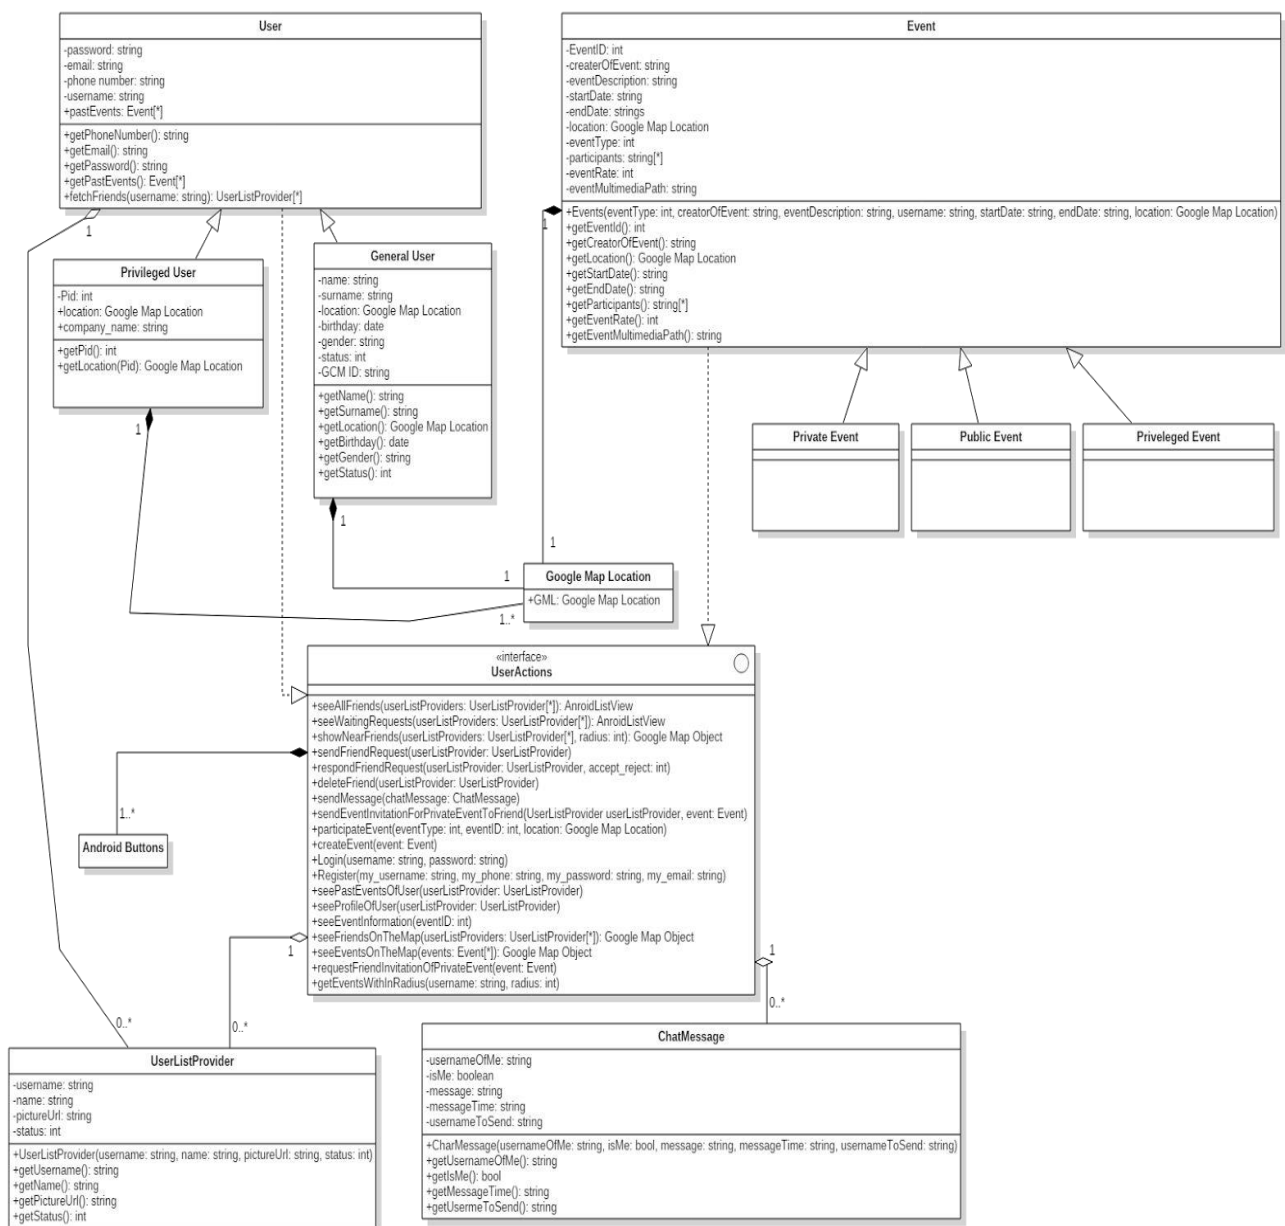 User
-password: string
-email: string
-phone number: string
-username: string
+pastEvents: Event[*]
+getPhoneNumber(): string
+getEmail(): string
+getPassword(): string
+getPastEvents(): Event[*]
+fetchFriends(username: string): UserListProvider[*]
1
Event
-EventID: int
-createrOfEvent: string
-eventDescription: string
-startDate: string
-endDate: strings
-location: Google Map Location
-eventType: int
-participants: string[*]
-eventRate: int
-eventMultimediaPath: string
+Events(eventType: int, creatorOfEvent: string, eventDescription: string, username: string, startDate: string, endDate: string, location: Google Map Location)
+getEventId(): int
+getCreatorOfEvent(): string
+getLocation(): Google Map Location
+getStartDate(): string
+getEndDate(): string
+getParticipants(): string[*]
+getEventRate(): int
+getEventMultimediaPath(): string
1
Privileged User
-Pid: int
+location: Google Map Location
+company_name: string
+getPid(): int
+getLocation(Pid): Google Map Location
1
General User
-name: string
-surname: string
-location: Google Map Location
-birthday: date
-gender: string
-status: int
-GCM ID: string
+getName(): string
+getSurname(): string
+getLocation(): Google Map Location
+getBirthday(): date
+getGender(): string
+getStatus(): int
1
Private Event
Public Event
Priveleged Event
1
1
1..*
Google Map Location
+GML: Google Map Location
«interface»
UserActions
+seeAllFriends(userListProviders: UserListProvider[*]): AnroidListView
+seeWaitingRequests(userListProviders: UserListProvider[*]): AnroidListView
+showNearFriends(userListProviders: UserListProvider[*], radius: int): Google Map Object
+sendFriendRequest(userListProvider: UserListProvider)
+respondFriendRequest(userListProvider: UserListProvider, accept_reject: int)
+deleteFriend(userListProvider: UserListProvider)
+sendMessage(chatMessage: ChatMessage)
+sendEventInvitationForPrivateEventToFriend(UserListProvider userListProvider, event: Event)
+participateEvent(eventType: int, eventID: int, location: Google Map Location)
+createEvent(event: Event)
+Login(username: string, password: string)
+Register(my_username: string, my_phone: string, my_password: string, my_email: string)
+seePastEventsOfUser(userListProvider: UserListProvider)
+seeProfileOfUser(userListProvider: UserListProvider)
+seeEventInformation(eventID: int)
+seeFriendsOnTheMap(userListProviders: UserListProvider[*]): Google Map Object
+seeEventsOnTheMap(events: Event[*]): Google Map Object
+requestFriendInvitationOfPrivateEvent(event: Event)
+getEventsWithInRadius(username: string, radius: int)
1..*
Android Buttons
1
1
0..*
0..*
0..*
UserListProvider
-username: string
-name: string
-pictureUrl: string
-status: int
+UserListProvider(username: string, name: string, pictureUrl: string, status: int)
+getUsername(): string
+getName(): string
+getPictureUrl(): string
+getStatus(): int
ChatMessage
-usernameOfMe: string
-isMe: boolean
-message: string
-messageTime: string
-usernameToSend: string
+CharMessage(usernameOfMe: string, isMe: bool, message: string, messageTime: string, usernameToSend: string)
+getUsernameOfMe(): string
+getIsMe(): bool
+getMessageTime(): string
+getUsermeToSend(): string